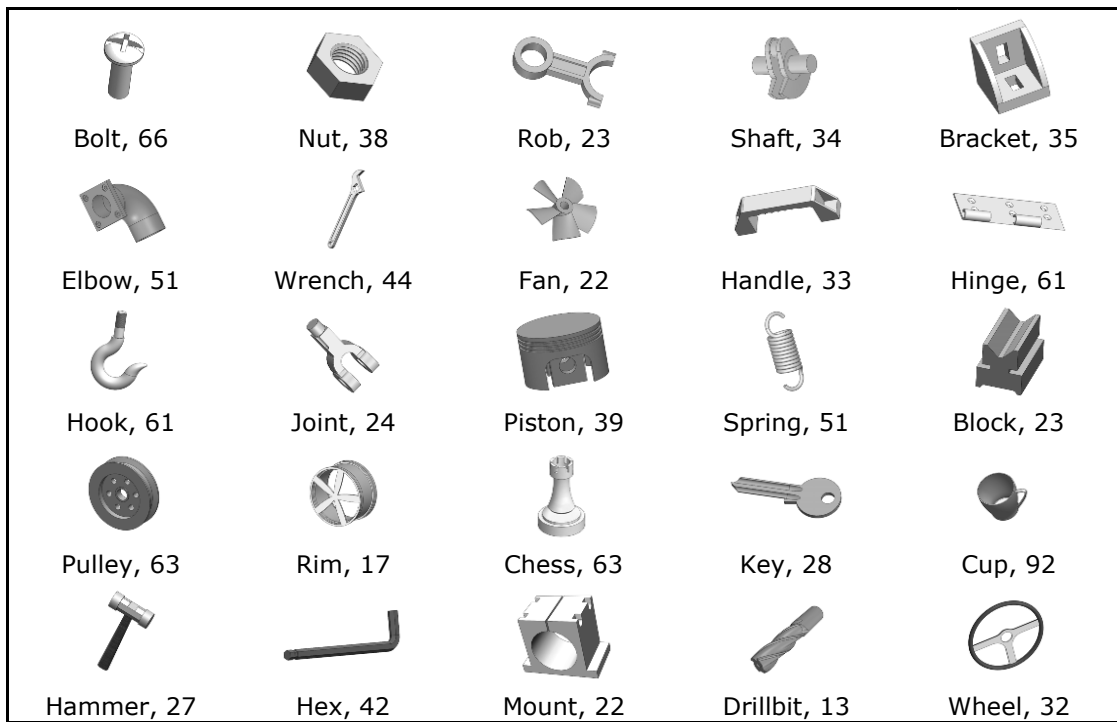 Bolt, 66
Nut, 38
Rob, 23
Shaft, 34
Bracket, 35
Elbow, 51
Wrench, 44
Fan, 22
Handle, 33
Hinge, 61
Hook, 61
Joint, 24
Piston, 39
Spring, 51
Block, 23
Pulley, 63
Rim, 17
Chess, 63
Key, 28
Cup, 92
Hammer, 27
Hex, 42
Mount, 22
Drillbit, 13
Wheel, 32